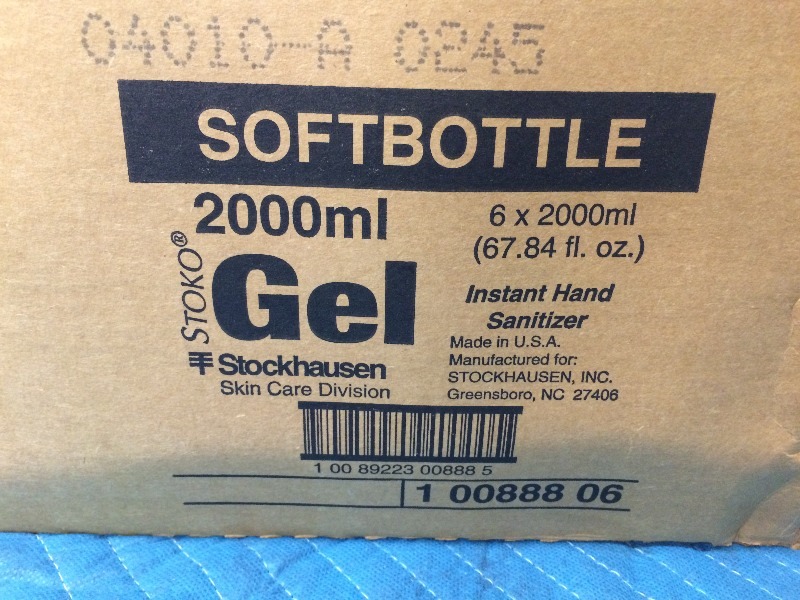 04010-A 0245
SOFTBOTTLE
2000ml
6 x 2000ml
(67.84 fl. oz.)
STOKO®
Gel
Instant Hand
Sanitizer
Made in U.S.A.
Manufactured for:
STOCKHAUSEN, INC.
Greensboro, NC 27406
Stockhausen
Skin Care Division
1 00 89223 00888 5
1 00888 06